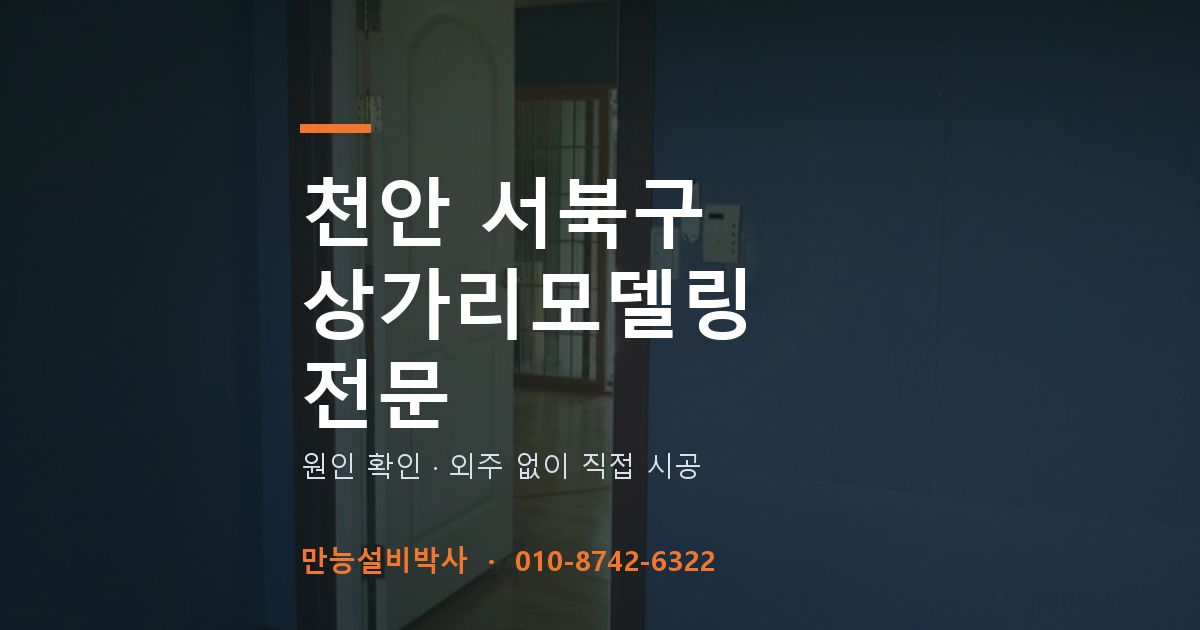 천안 서북구
상가리모델링
전문
원인 확인 · 외주 없이 직접 시공
만능설비박사 · 010-8742-6322